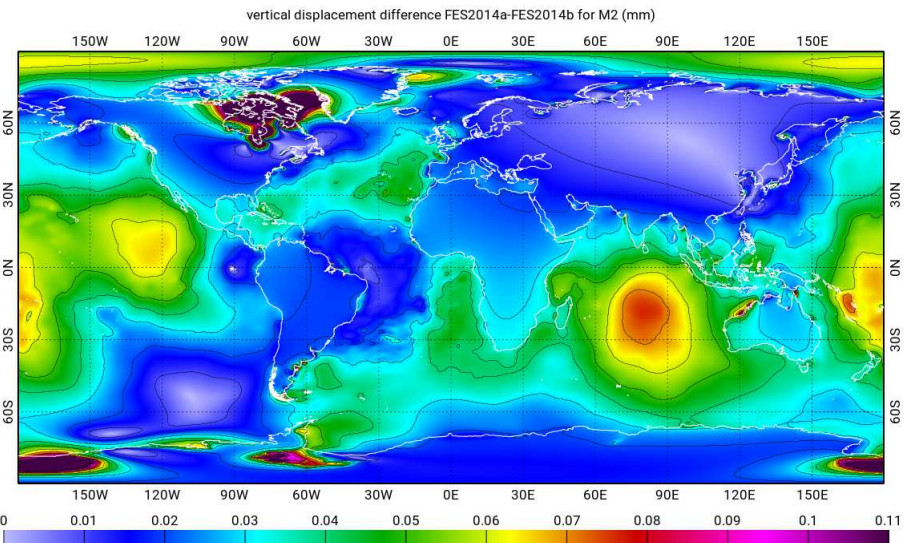 vertical displacement difference FES2014a-FES2014b for M2 (mm)
150W 120W 90W 60W 30W 0E 30E 60E 90E 120E 150E
60N 60N
30N 30N
0N 0N
30S 30S
60S 60S
150W 120W 90W 60W 30W 0E 30E 60E 90E 120E 150E
0 0.01 0.02 0.03 0.04 0.05 0.06 0.07 0.08 0.09 0.1 0.11